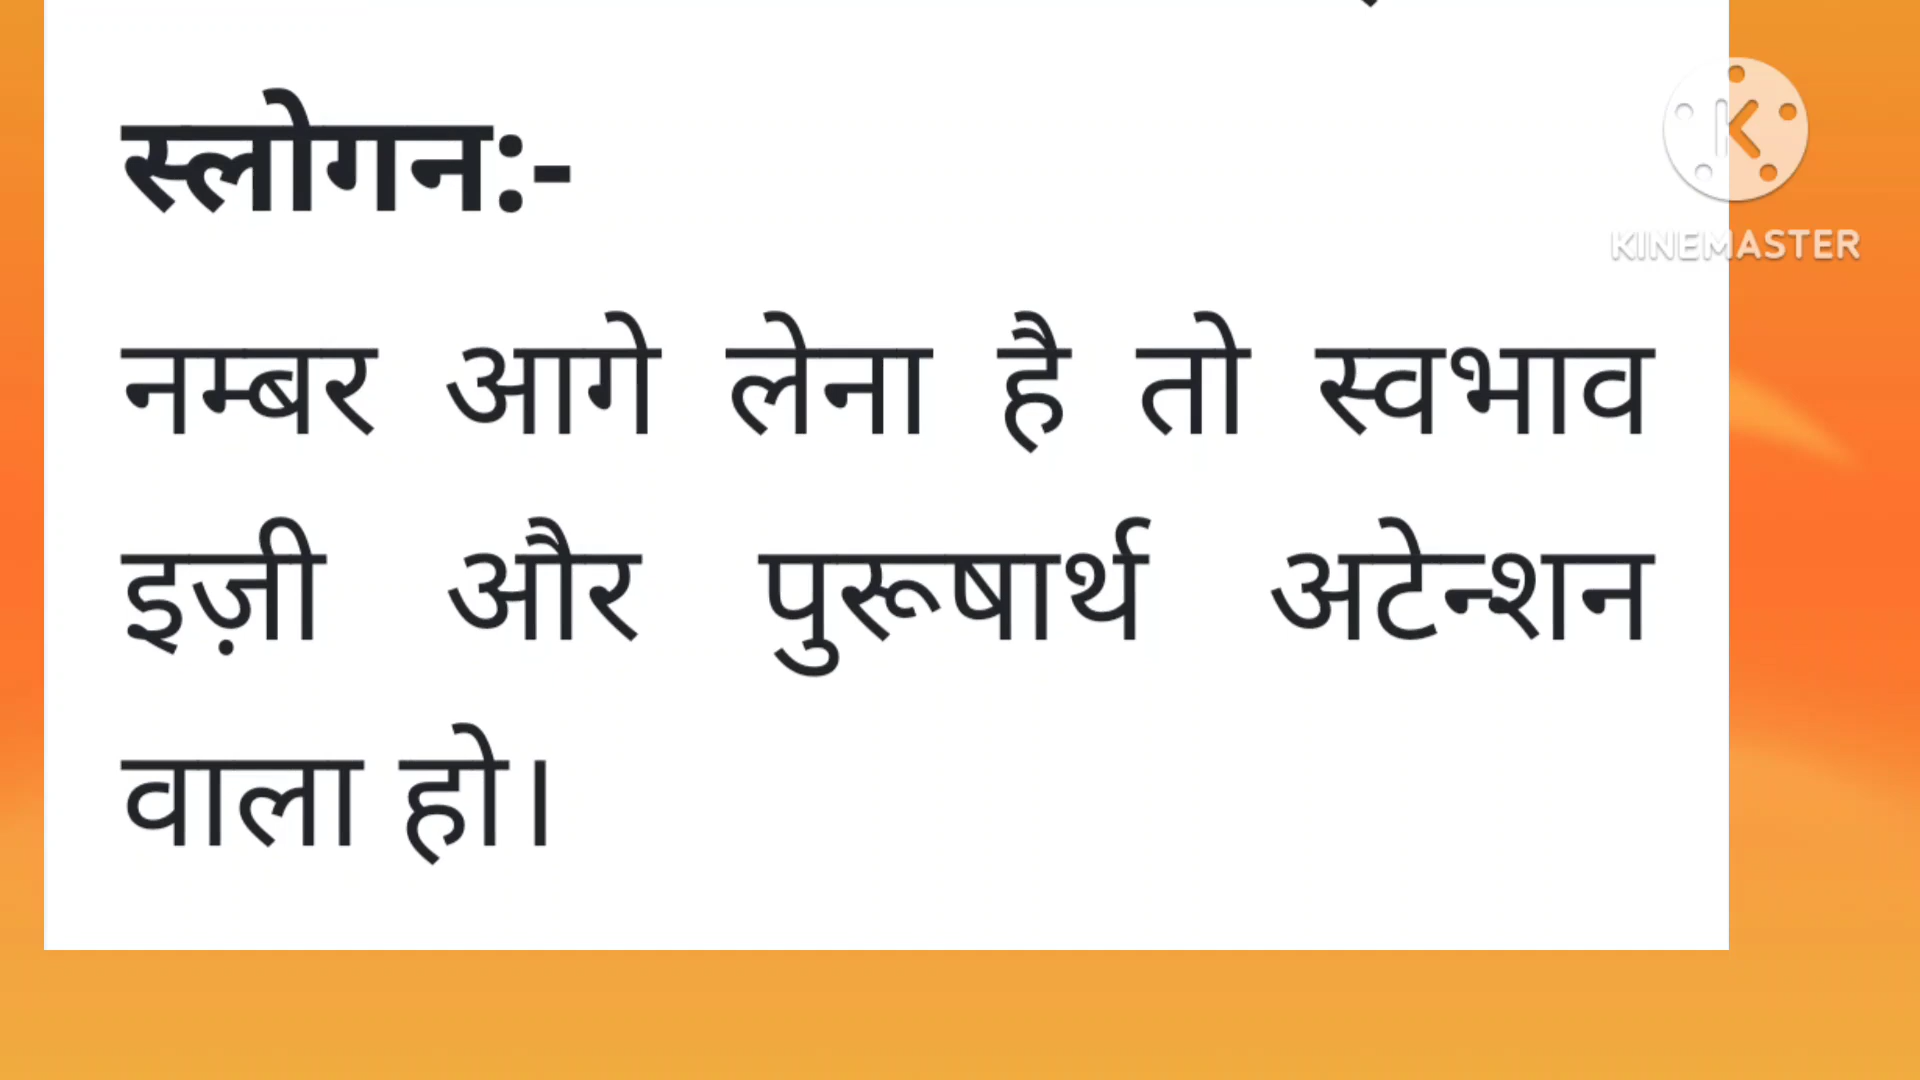 स्लोगन:-
नम्बर आगे लेना है तो स्वभाव
इज़ी और पुरूषार्थ अटेन्शन
वाला हो।
KINEMASTER